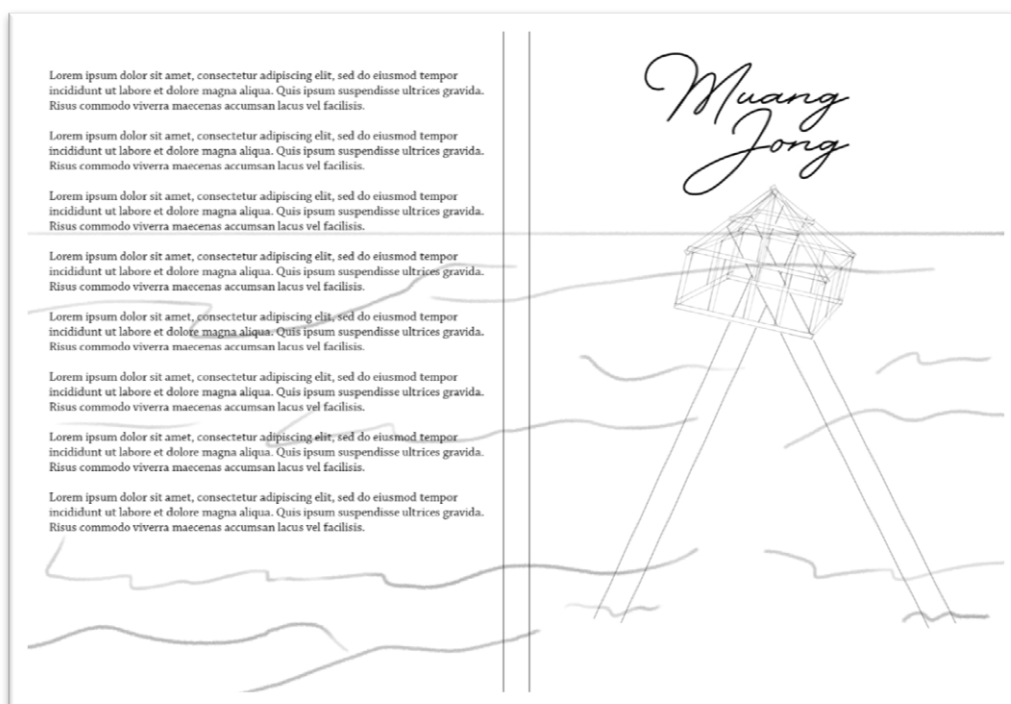 Lorem ipsum dolor sit amet, consectetur adipiscing elit, sed do eiusmod tempor
incididunt ut labore et dolore magna aliqua. Quis ipsum suspendisse ultrices gravida.
Risus commodo viverra maecenas accumsan lacus vel facilisis.
Lorem ipsum dolor sit amet, consectetur adipiscing elit, sed do eiusmod tempor
incididunt ut labore et dolore magna aliqua. Quis ipsum suspendisse ultrices gravida.
Risus commodo viverra maecenas accumsan lacus vel facilisis.
Lorem ipsum dolor sit amet, consectetur adipiscing elit, sed do eiusmod tempor
incididunt ut labore et dolore magna aliqua. Quis ipsum suspendisse ultrices gravida.
Risus commodo viverra maecenas accumsan lacus vel facilisis.
Lorem ipsum dolor sit amet, consectetur adipiscing elit, sed do eiusmod tempor
incididunt ut labore et dolore magna aliqua. Quis ipsum suspendisse ultrices gravida.
Risus commodo viverra maecenas accumsan lacus vel facilisis.
Lorem ipsum dolor sit amet, consectetur adipiscing elit, sed do eiusmod tempor
incididunt ut labore et dolore magna aliqua. Quis ipsum suspendisse ultrices gravida.
Risus commodo viverra maecenas accumsan lacus vel facilisis.
Lorem ipsum dolor sit amet, consectetur adipiscing elit, sed do eiusmod tempor
incididunt ut labore et dolore magna aliqua. Quis ipsum suspendisse ultrices gravida.
Risus commodo viverra maecenas accumsan lacus vel facilisis.
Lorem ipsum dolor sit amet, consectetur adipiscing elit, sed do eiusmod tempor
incididunt ut labore et dolore magna aliqua. Quis ipsum suspendisse ultrices gravida.
Risus commodo viverra maecenas accumsan lacus vel facilisis.
Lorem ipsum dolor sit amet, consectetur adipiscing elit, sed do eiusmod tempor
incididunt ut labore et dolore magna aliqua. Quis ipsum suspendisse ultrices gravida.
Risus commodo viverra maecenas accumsan lacus vel facilisis.
Muang
Jong